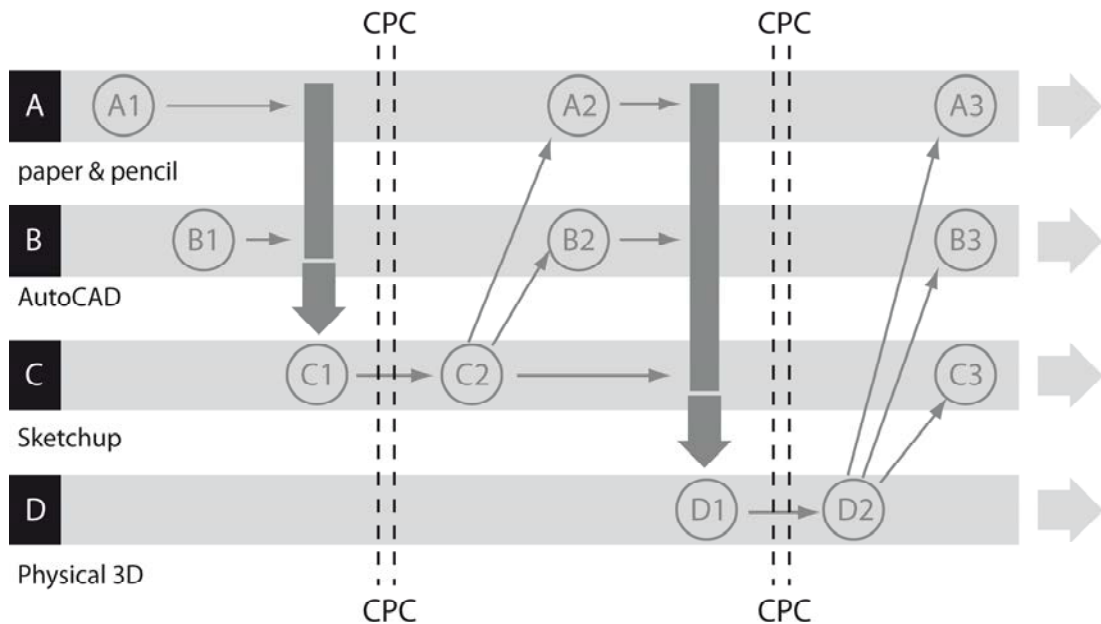 CPC CPC
A A1 A2 A3
paper & pencil
B B1 B2 B3
AutoCAD
C C1 C2 C3
Sketchup
D D1 D2
Physical 3D
CPC CPC